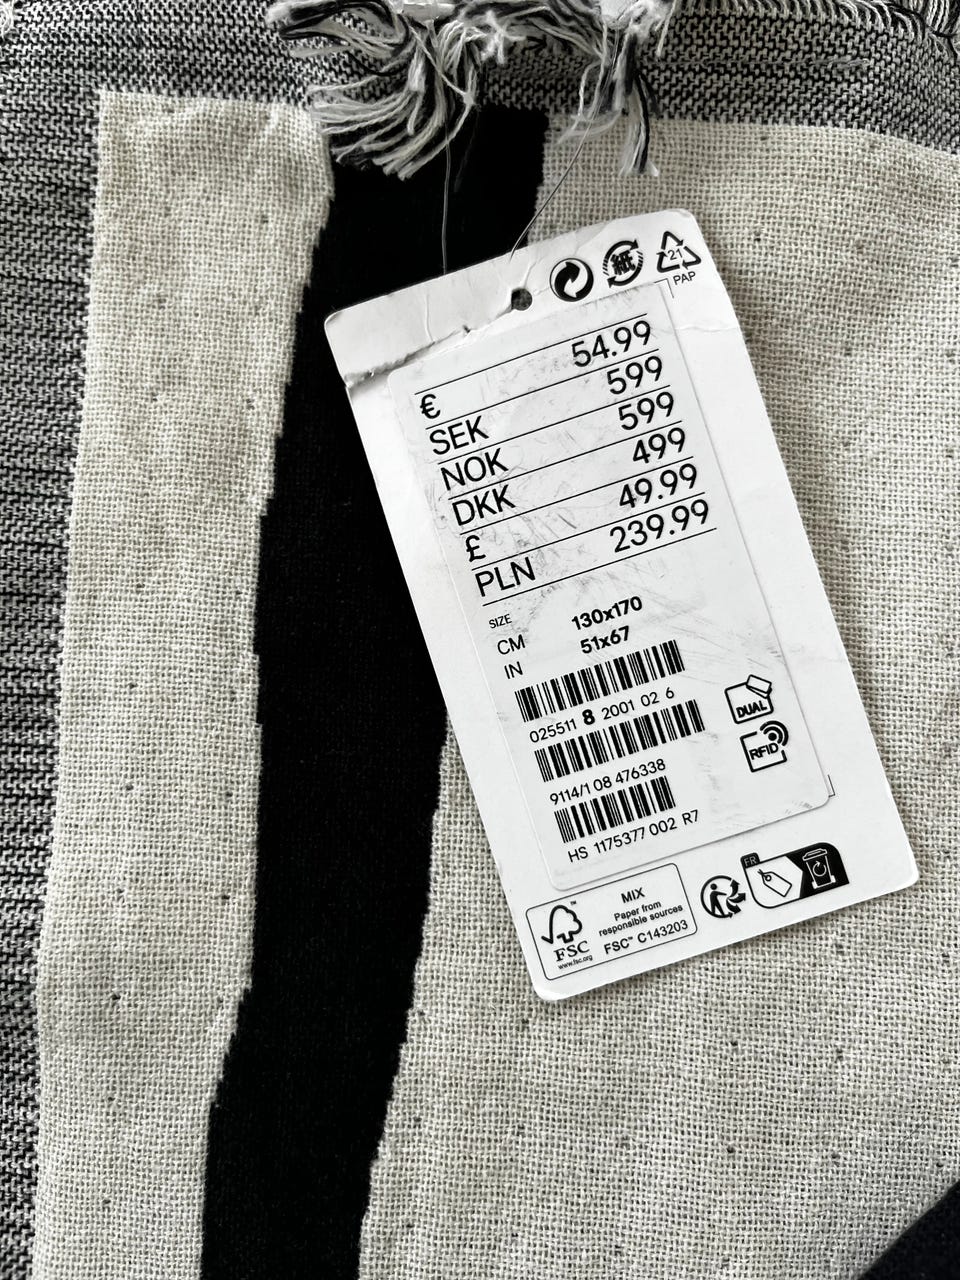 紙
21
PAP
€ 54.99
SEK 599
NOK 599
DKK 499
£ 49.99
PLN 239.99
SIZE
CM 130x170
IN 51x67
025511 8 2001 02 6
DUAL
9114/1 08 476338
RFID
HS 1175377 002 R7
FR
FSC™
www.fsc.org
MIX
Paper from
responsible sources
FSC™ C143203